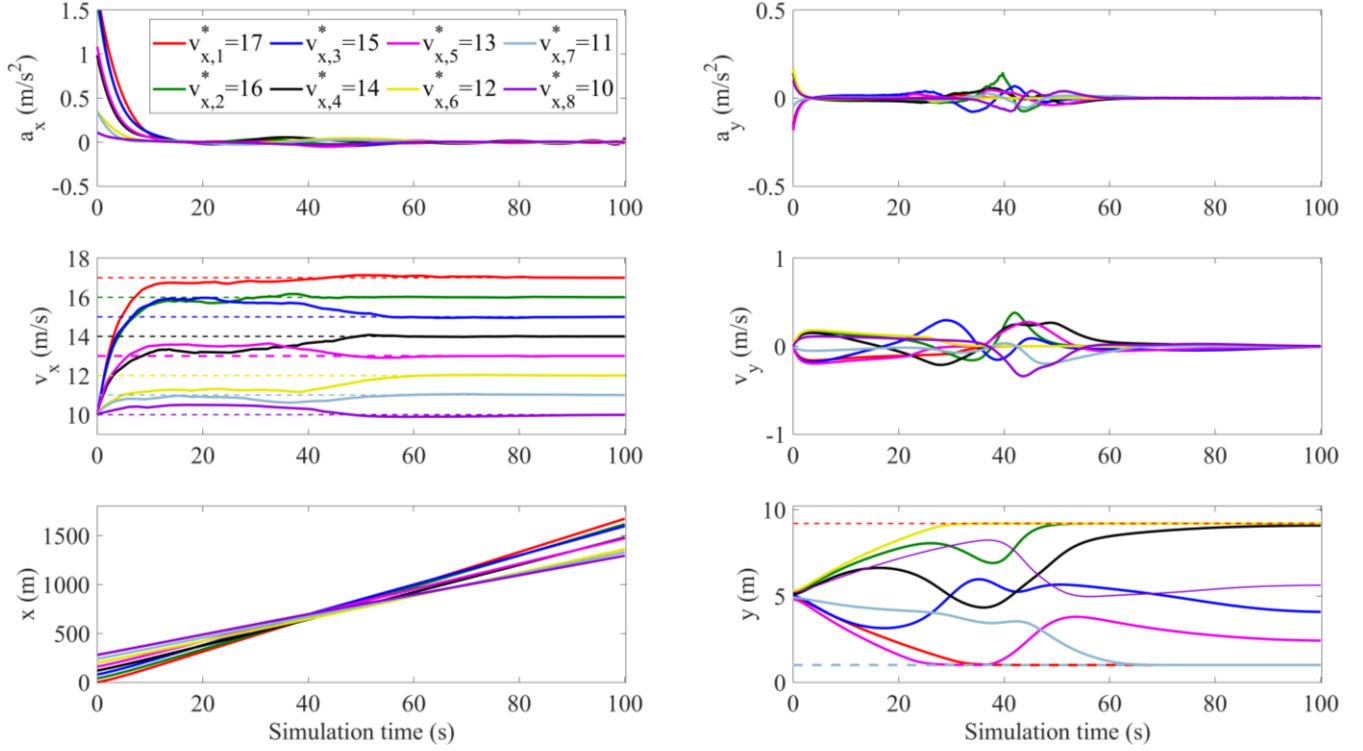 1.5
1
0.5
0
-0.5
a_x (m/s^2)
v^*_{x,1}=17 v^*_{x,3}=15 v^*_{x,5}=13 v^*_{x,7}=11
v^*_{x,2}=16 v^*_{x,4}=14 v^*_{x,6}=12 v^*_{x,8}=10
0 20 40 60 80 100
0.5
0
-0.5
a_y (m/s^2)
0 20 40 60 80 100
18
16
14
12
10
v_x (m/s)
0 20 40 60 80 100
1
0
-1
v_y (m/s)
0 20 40 60 80 100
1500
1000
500
0
x (m)
0 20 40 60 80 100
Simulation time (s)
10
5
0
y (m)
0 20 40 60 80 100
Simulation time (s)